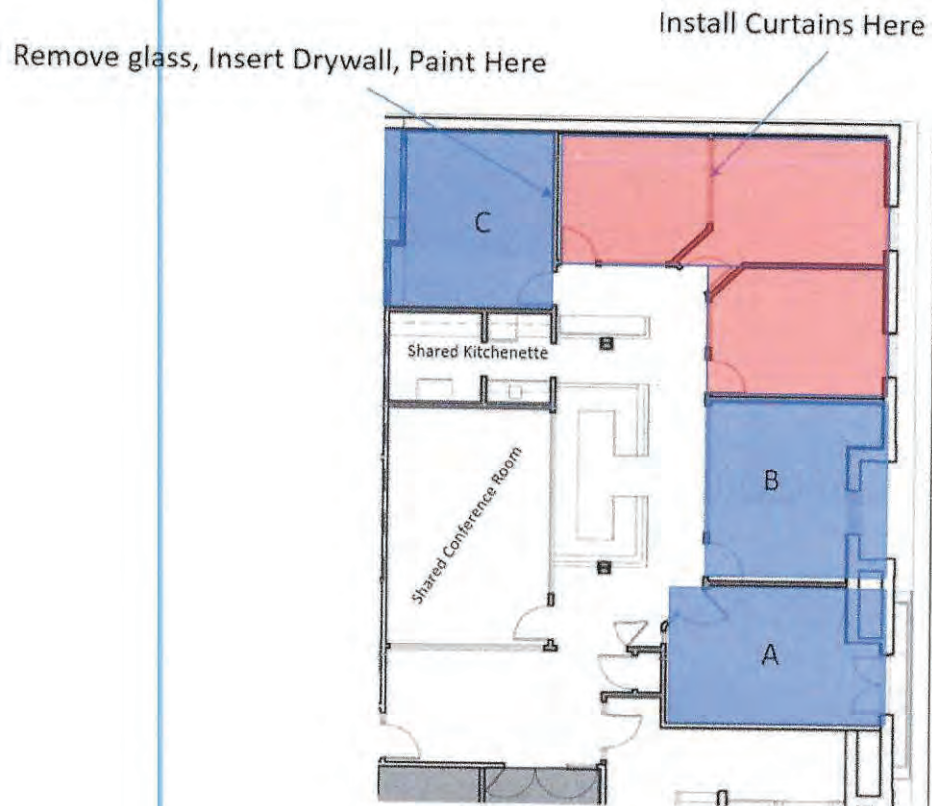 Install Curtains Here
Remove glass, Insert Drywall, Paint Here
C
Shared Kitchenette
B
Shared Conference Room
A